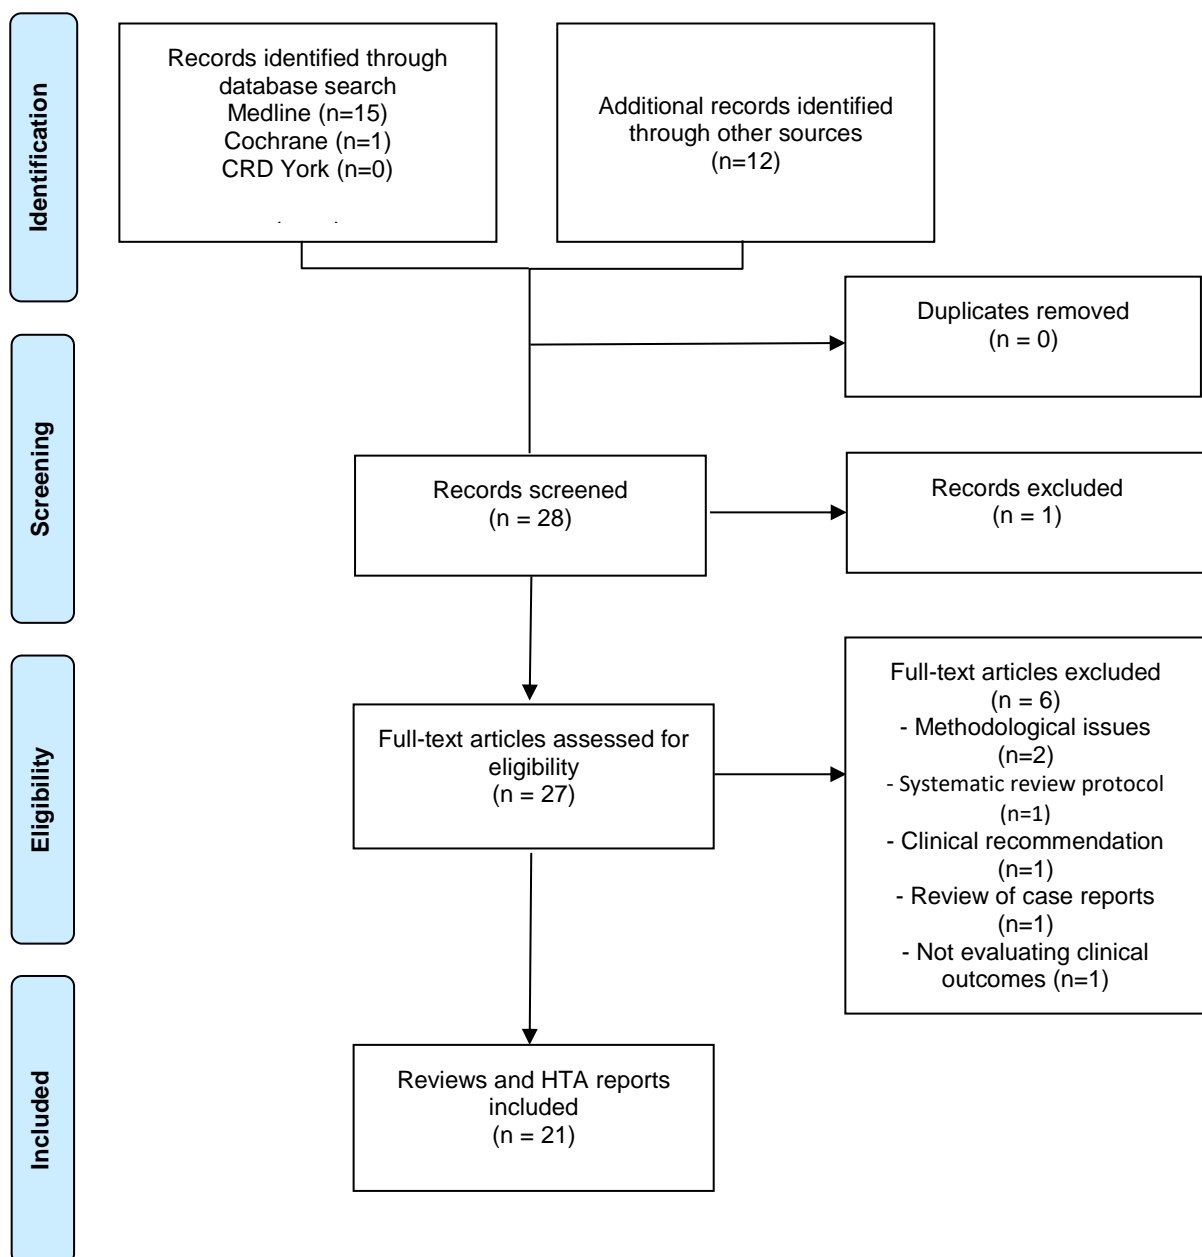 Identification
Records identified through
database search
Medline (n=15)
Cochrane (n=1)
CRD York (n=0)
Additional records identified
through other sources
(n=12)
Duplicates removed
(n = 0)
Screening
Records screened
(n = 28)
Records excluded
(n = 1)
Eligibility
Full-text articles assessed for
eligibility
(n = 27)
Full-text articles excluded
(n = 6)
- Methodological issues
(n=2)
- Systematic review protocol
(n=1)
- Clinical recommendation
(n=1)
- Review of case reports
(n=1)
- Not evaluating clinical
outcomes (n=1)
Included
Reviews and HTA reports
included
(n = 21)